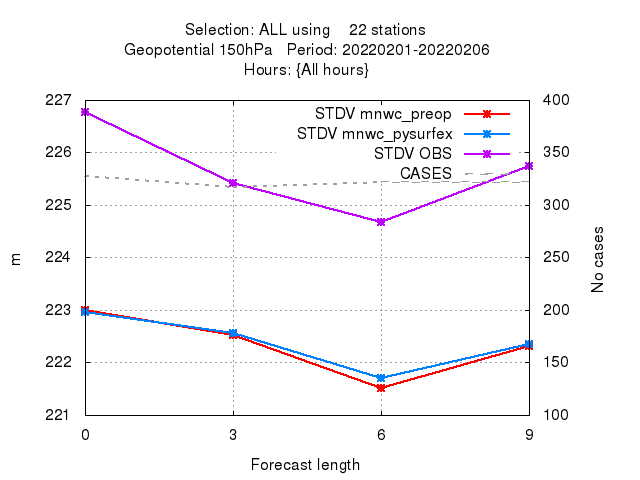 Selection: ALL using 22 stations
Geopotential 150hPa Period: 20220201-20220206
Hours: {All hours}
227 400
STDV mnwc_preop
STDV mnwc_pysurfex
226 STDV OBS 350
CASES
225 300
224 250
m
No cases
223 200
222 150
221 100
0 3 6 9
Forecast length